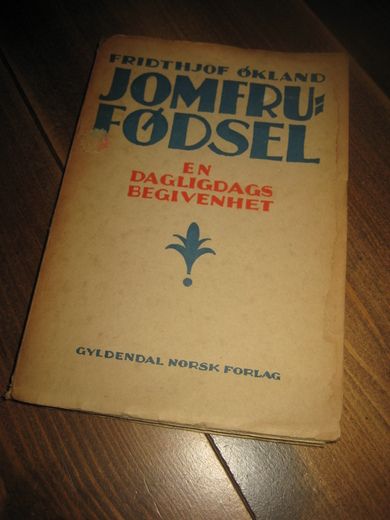 FRIDTHJOF ØKLAND
JOMFRU=
FØDSEL
EN
DAGLIGDAGS
BEGIVENHET
GYLDENDAL NORSK FORLAG